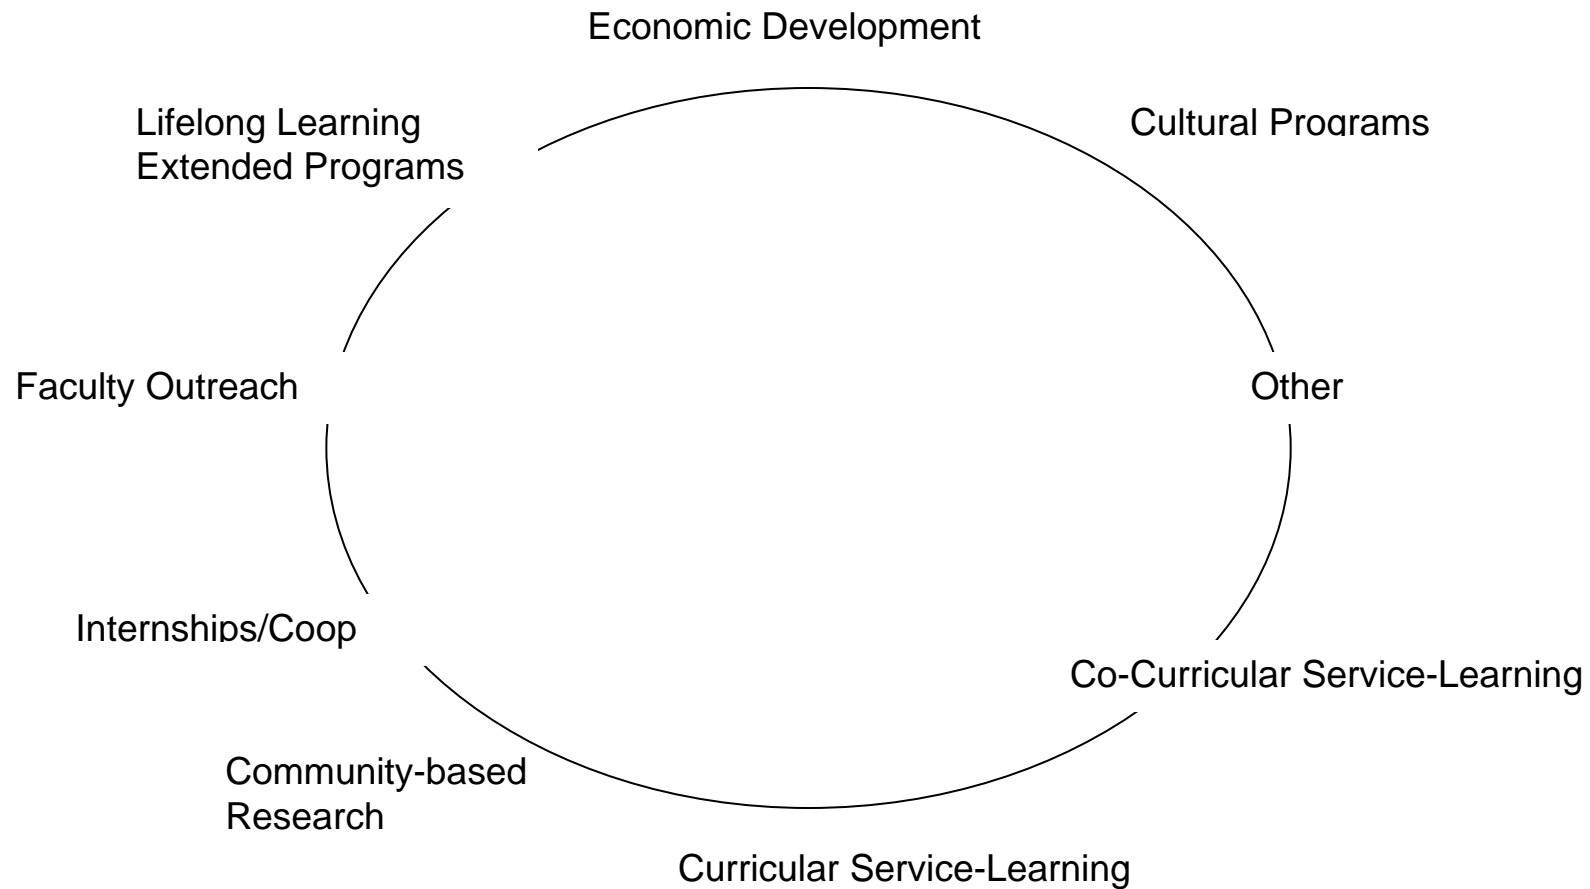 Economic Development
Lifelong Learning
Extended Programs
Cultural Programs
Faculty Outreach
Other
Internships/Coop
Co-Curricular Service-Learning
Community-based
Research
Curricular Service-Learning